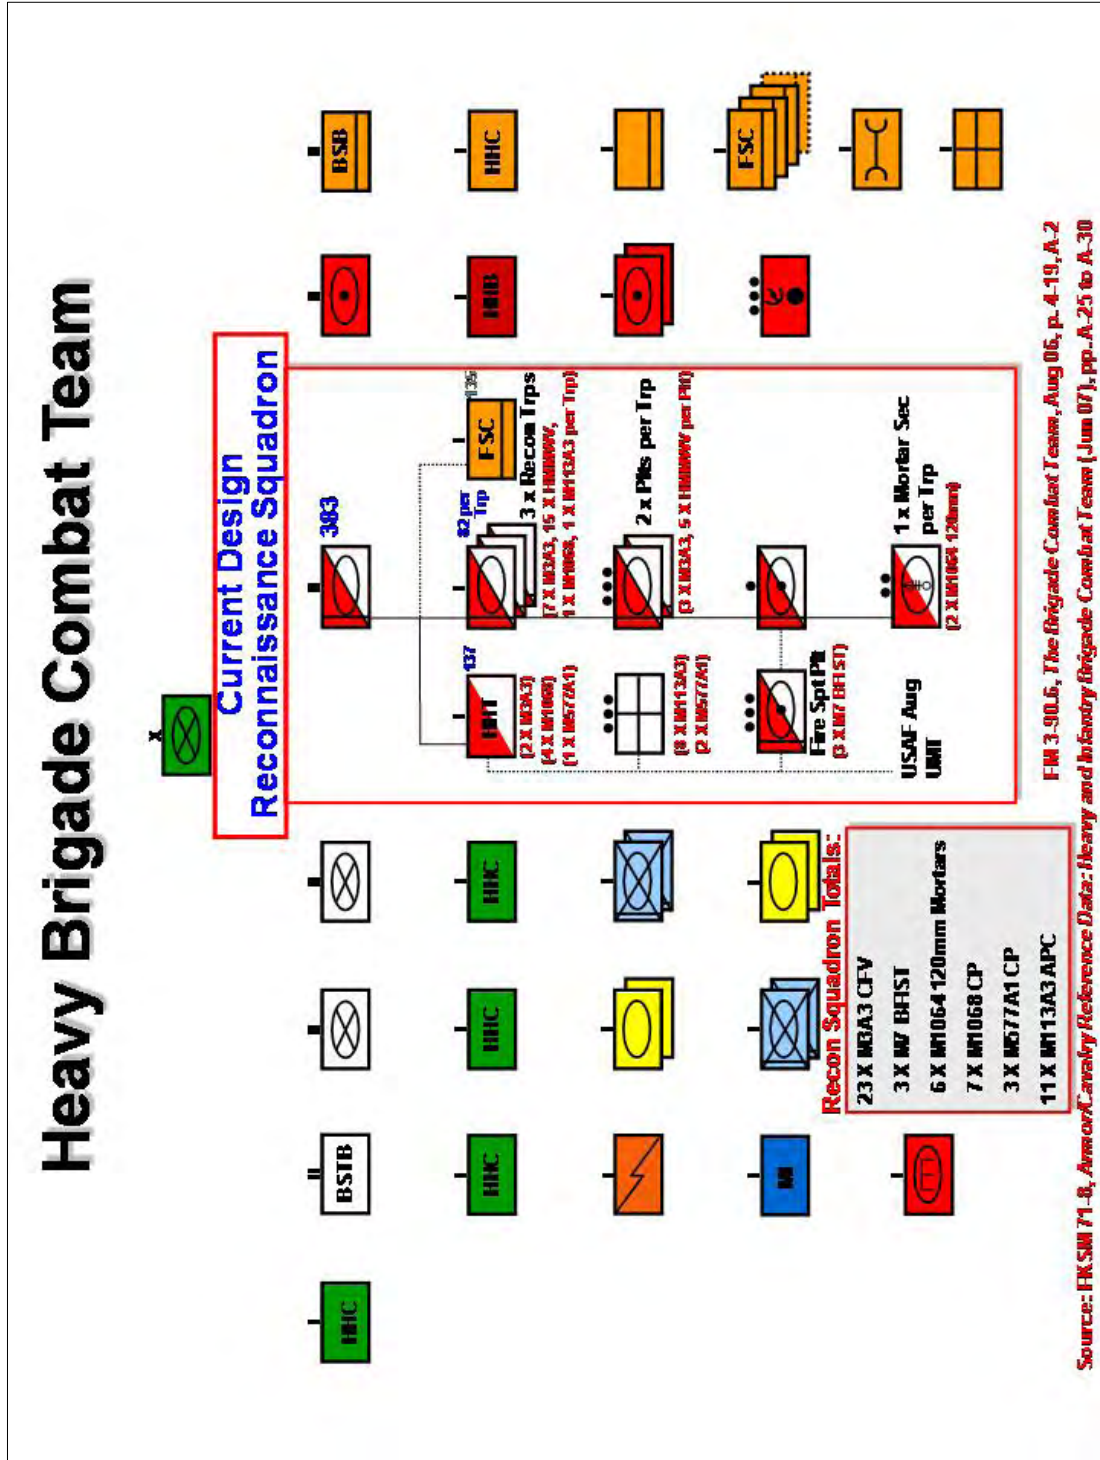 Heavy Brigade Combat Team
X
Current Design
Reconnaissance Squadron
HHC
BSTB
383
BSB
HHC
HHC
HHC
HHT
137
(2 X M3A3)
(4 X M1068)
(1 X M577A1)
82 per
Trp
3 x Recon Trps
(7 X M3A3, 15 X HMMWV,
1 X M1068, 1 X M113A3 per Trp)
FSC
135
HHB
HHC
(8 X M113A3)
(2 X M577A1)
2 x Plts per Trp
(3 X M3A3, 5 X HMMWV per Plt)
FSC
MI
Fire Spt Plt
(3 X M7 BFIST)
USAF Aug
UMT
1 x Mortar Sec
per Trp
(2 X M1064 120mm)
Recon Squadron Totals:
23 X M3A3 CFV
3 X M7 BFIST
6 X M1064 120mm Mortars
7 X M1068 CP
3 X M577A1 CP
11 X M113A3 APC
FM 3-90.6, The Brigade Combat Team, Aug 06, p. 4-19, A-2
Source: FKSM 71-8, Armor/Cavalry Reference Data: Heavy and Infantry Brigade Combat Team (Jun 07), pp. A-25 to A-30